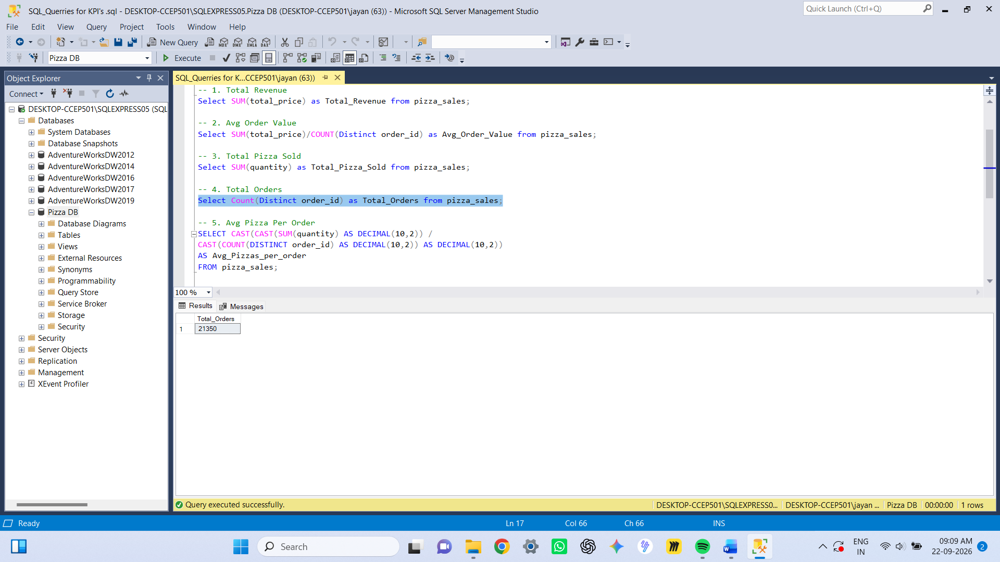 SQL_Querries for KPI's .sql - DESKTOP-CCEP501\SQLEXPRESS05.Pizza DB (DESKTOP-CCEP501\jayan (63)) - Microsoft SQL Server Management Studio
Quick Launch (Ctrl+Q)
File Edit View Query Project Tools Window Help
New Query MDX DMX XMLA DAX
Pizza DB Execute
Object Explorer
Connect
DESKTOP-CCEP501\SQLEXPRESS05 (SQL
Databases
System Databases
Database Snapshots
AdventureWorksDW2012
AdventureWorksDW2014
AdventureWorksDW2016
AdventureWorksDW2017
AdventureWorksDW2019
Pizza DB
Database Diagrams
Tables
Views
External Resources
Synonyms
Programmability
Query Store
Service Broker
Storage
Security
Security
Server Objects
Replication
Management
XEvent Profiler
SQL_Querries for K...CCEP501\jayan (63))
-- 1. Total Revenue
Select SUM(total_price) as Total_Revenue from pizza_sales;
-- 2. Avg Order Value
Select SUM(total_price)/COUNT(Distinct order_id) as Avg_Order_Value from pizza_sales;
-- 3. Total Pizza Sold
Select SUM(quantity) as Total_Pizza_Sold from pizza_sales;
-- 4. Total Orders
Select Count(Distinct order_id) as Total_Orders from pizza_sales;
-- 5. Avg Pizza Per Order
SELECT CAST(CAST(SUM(quantity) AS DECIMAL(10,2)) /
CAST(COUNT(DISTINCT order_id) AS DECIMAL(10,2)) AS DECIMAL(10,2))
AS Avg_Pizzas_per_order
FROM pizza_sales;
100 %
Results Messages
Total_Orders
1 21350
Query executed successfully.
DESKTOP-CCEP501\SQLEXPRESS0... DESKTOP-CCEP501\jayan ... Pizza DB 00:00:00 1 rows
Ready Ln 17 Col 66 Ch 66 INS
Search
ENG
IN
09:09 AM
22-09-2026
2